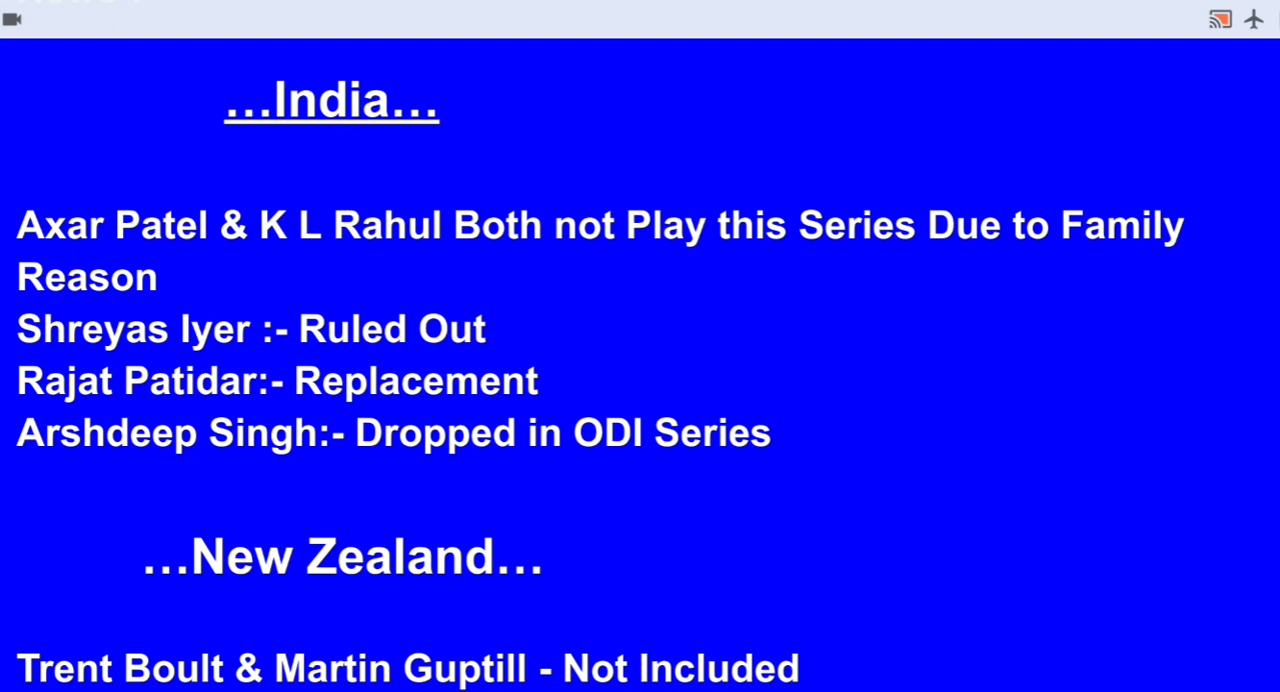 ...India...
Axar Patel & K L Rahul Both not Play this Series Due to Family
Reason
Shreyas Iyer :- Ruled Out
Rajat Patidar:- Replacement
Arshdeep Singh:- Dropped in ODI Series
...New Zealand...
Trent Boult & Martin Guptill - Not Included